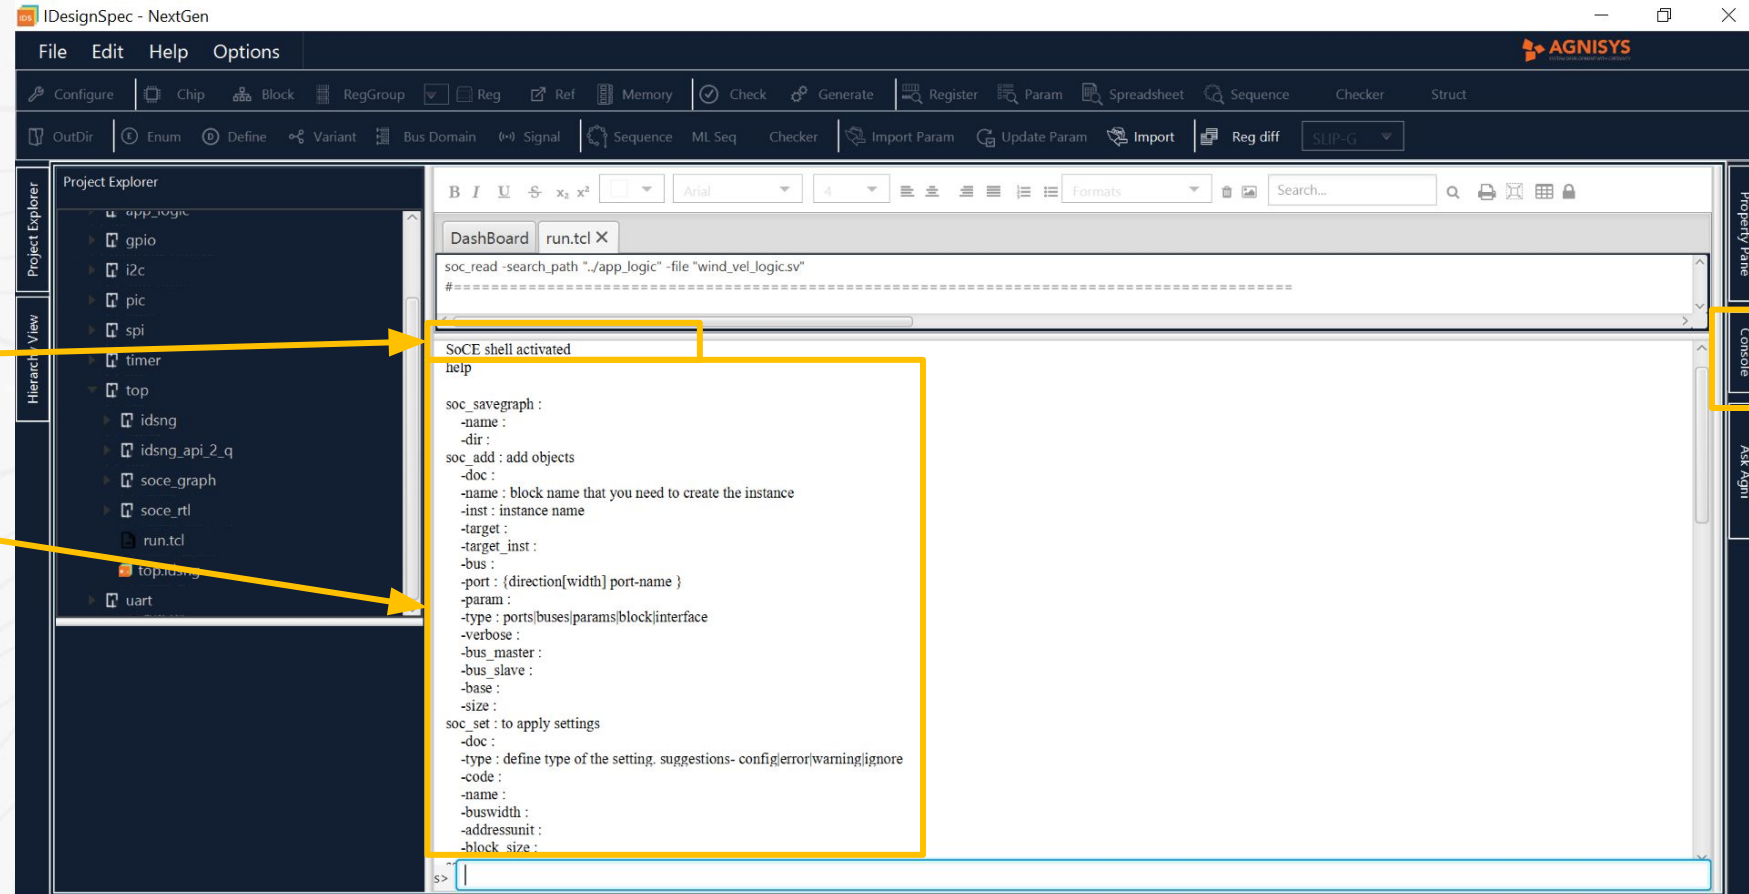 IDesignSpec - NextGen
File Edit Help Options
AGNISYS
Configure Chip Block RegGroup Reg Ref Memory Check Generate Register Param Spreadsheet Sequence Checker Struct
OutDir Enum Define Variant Bus Domain Signal Sequence ML Seq Checker Import Param Update Param Import Reg diff SLIP-G
Project Explorer
Hierarchy View
Project Explorer
app_logic
gpio
i2c
pic
spi
timer
top
idsng
idsng_api_2_q
soce_graph
soce_rtl
run.tcl
top.idsng
uart
B I U S x₂ x² Arial 4 Formats Search...
DashBoard run.tcl
soc_read -search_path "../app_logic" -file "wind_vel_logic.sv"
#===========================================================================================
SoCE shell activated
help
soc_savegraph :
-name :
-dir :
soc_add : add objects
-doc :
-name : block name that you need to create the instance
-inst : instance name
-target :
-target_inst :
-bus :
-port : {direction[width] port-name }
-param :
-type : ports|buses|params|block|interface
-verbose :
-bus_master :
-bus_slave :
-base :
-size :
soc_set : to apply settings
-doc :
-type : define type of the setting. suggestions- config|error|warning|ignore
-code :
-name :
-buswidth :
-addressunit :
-block_size :
s>
Property Pane
Console
Ask Agni